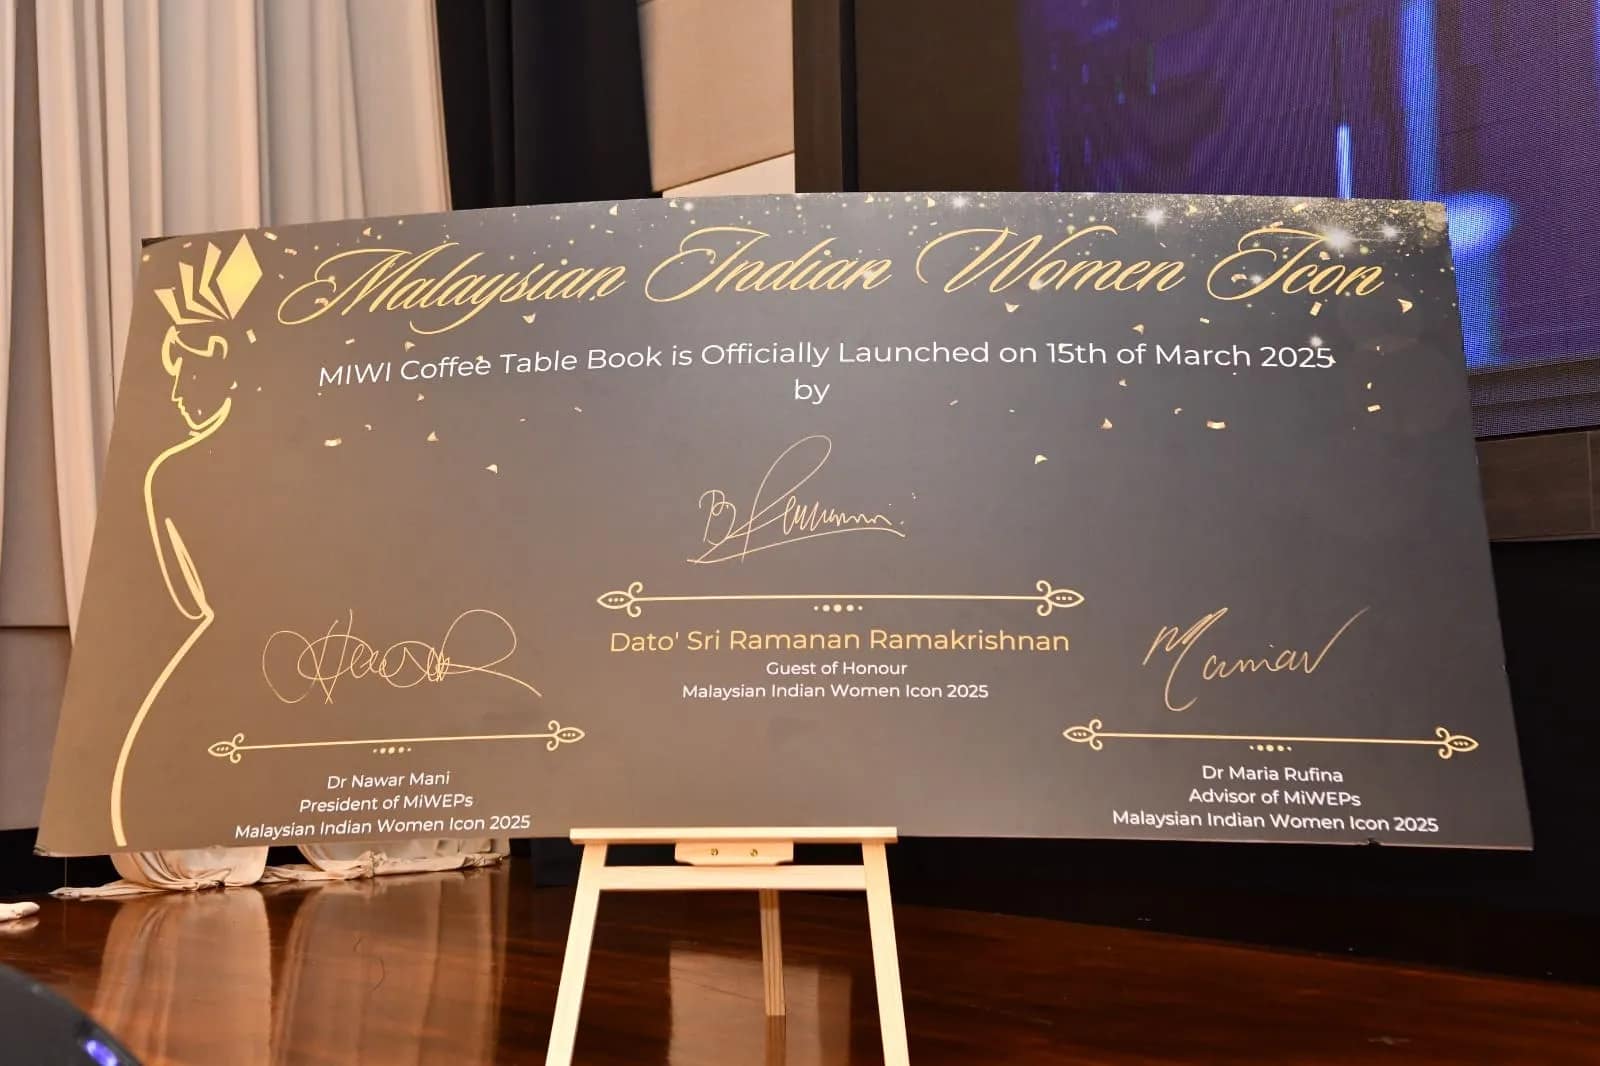 Malaysian Indian Women Icon
MIWI Coffee Table Book is Officially Launched on 15th of March 2025
by
Dato' Sri Ramanan Ramakrishnan
Guest of Honour
Malaysian Indian Women Icon 2025
Dr Nawar Mani
President of MiWEPs
Malaysian Indian Women Icon 2025
Dr Maria Rufina
Advisor of MiWEPs
Malaysian Indian Women Icon 2025